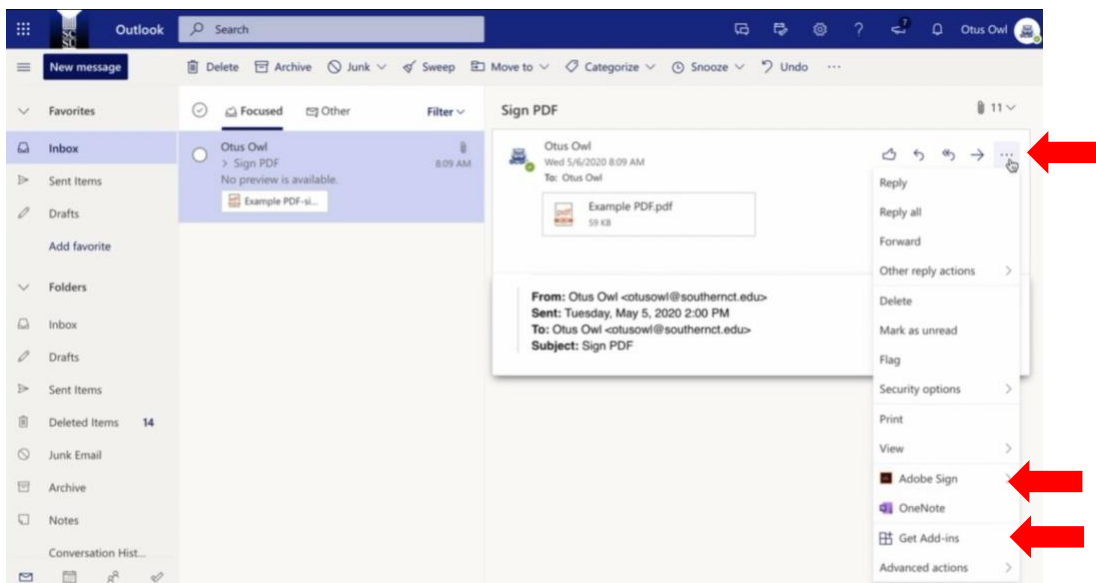 Outlook
Search
7
Otus Owl
New message
Delete
Archive
Junk
Sweep
Move to
Categorize
Snooze
Undo
...
Favorites
Inbox
Sent Items
Drafts
Add favorite
Folders
Inbox
Drafts
Sent Items
Deleted Items 14
Junk Email
Archive
Notes
Conversation Hist...
Focused
Other
Filter
Otus Owl
> Sign PDF 8:09 AM
No preview is available.
Example PDF-si...
Sign PDF
11
Otus Owl
Wed 5/6/2020 8:09 AM
To: Otus Owl
Example PDF.pdf
59 KB
From: Otus Owl <otusowl@southernct.edu>
Sent: Tuesday, May 5, 2020 2:00 PM
To: Otus Owl <otusowl@southernct.edu>
Subject: Sign PDF
Reply
Reply all
Forward
Other reply actions
Delete
Mark as unread
Flag
Security options
Print
View
Adobe Sign
OneNote
Get Add-ins
Advanced actions